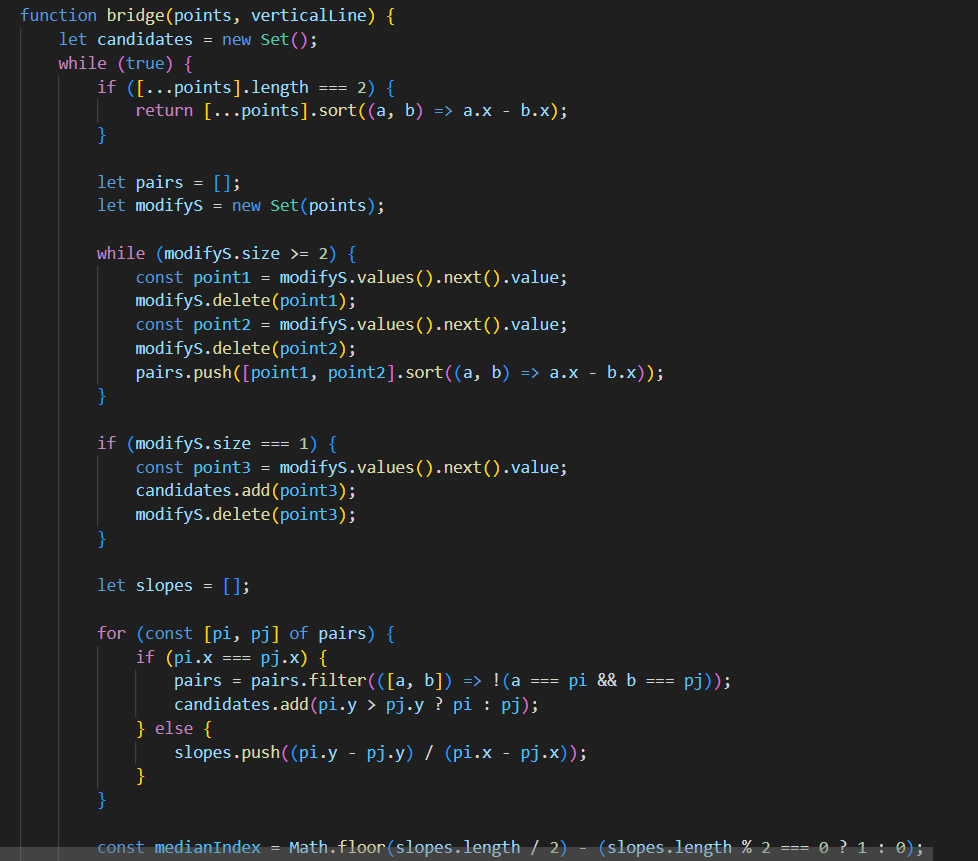 function bridge(points, verticalLine) {
    let candidates = new Set();
    while (true) {
        if ([...points].length === 2) {
            return [...points].sort((a, b) => a.x - b.x);
        }

        let pairs = [];
        let modifyS = new Set(points);

        while (modifyS.size >= 2) {
            const point1 = modifyS.values().next().value;
            modifyS.delete(point1);
            const point2 = modifyS.values().next().value;
            modifyS.delete(point2);
            pairs.push([point1, point2].sort((a, b) => a.x - b.x));
        }

        if (modifyS.size === 1) {
            const point3 = modifyS.values().next().value;
            candidates.add(point3);
            modifyS.delete(point3);
        }

        let slopes = [];

        for (const [pi, pj] of pairs) {
            if (pi.x === pj.x) {
                pairs = pairs.filter(([a, b]) => !(a === pi && b === pj));
                candidates.add(pi.y > pj.y ? pi : pj);
            } else {
                slopes.push((pi.y - pj.y) / (pi.x - pj.x));
            }
        }

        const medianIndex = Math.floor(slopes.length / 2) - (slopes.length % 2 === 0 ? 1 : 0);